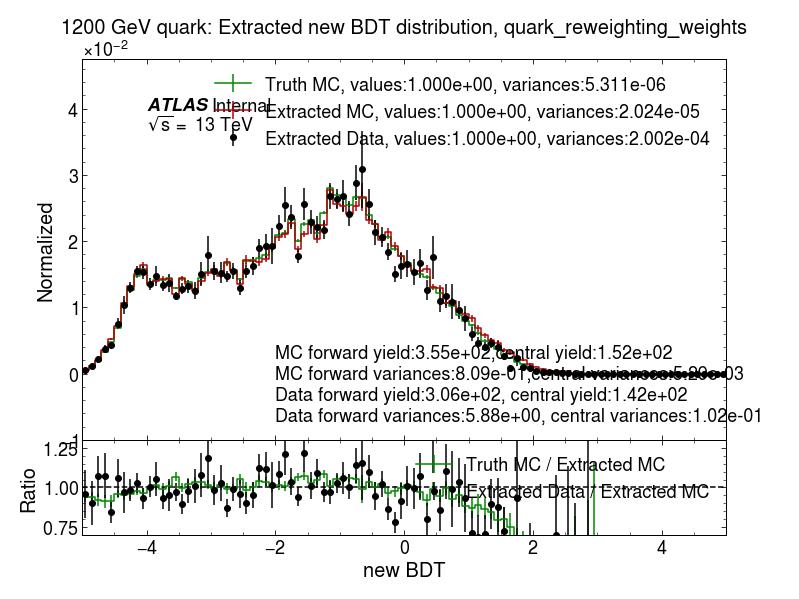 1200 GeV quark: Extracted new BDT distribution, quark_reweighting_weights
×10⁻²
Truth MC, values:1.000e+00, variances:5.311e-06
ATLAS Internal
Extracted MC, values:1.000e+00, variances:2.024e-05
√s = 13 TeV
Extracted Data, values:1.000e+00, variances:2.002e-04
4
3
2
1
0
Normalized
MC forward yield:3.55e+02, central yield:1.52e+02
MC forward variances:8.09e-01, central variances:5.29e-03
Data forward yield:3.06e+02, central yield:1.42e+02
Data forward variances:5.88e+00, central variances:1.02e-01
1.25
1.00
0.75
Ratio
Truth MC / Extracted MC
Extracted Data / Extracted MC
−4 −2 0 2 4
new BDT